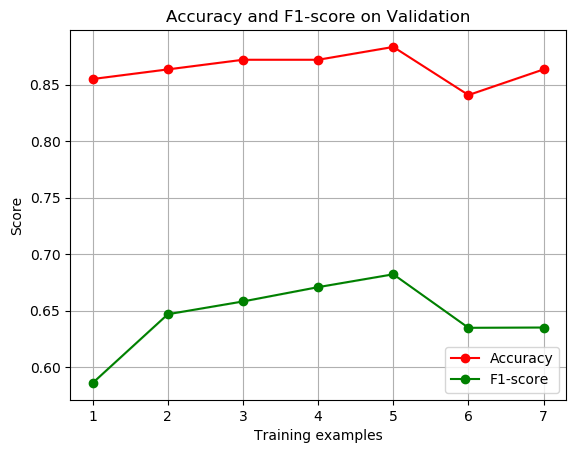 Accuracy and F1-score on Validation
Score
0.85
0.80
0.75
0.70
0.65
0.60
Accuracy
F1-score
1 2 3 4 5 6 7
Training examples